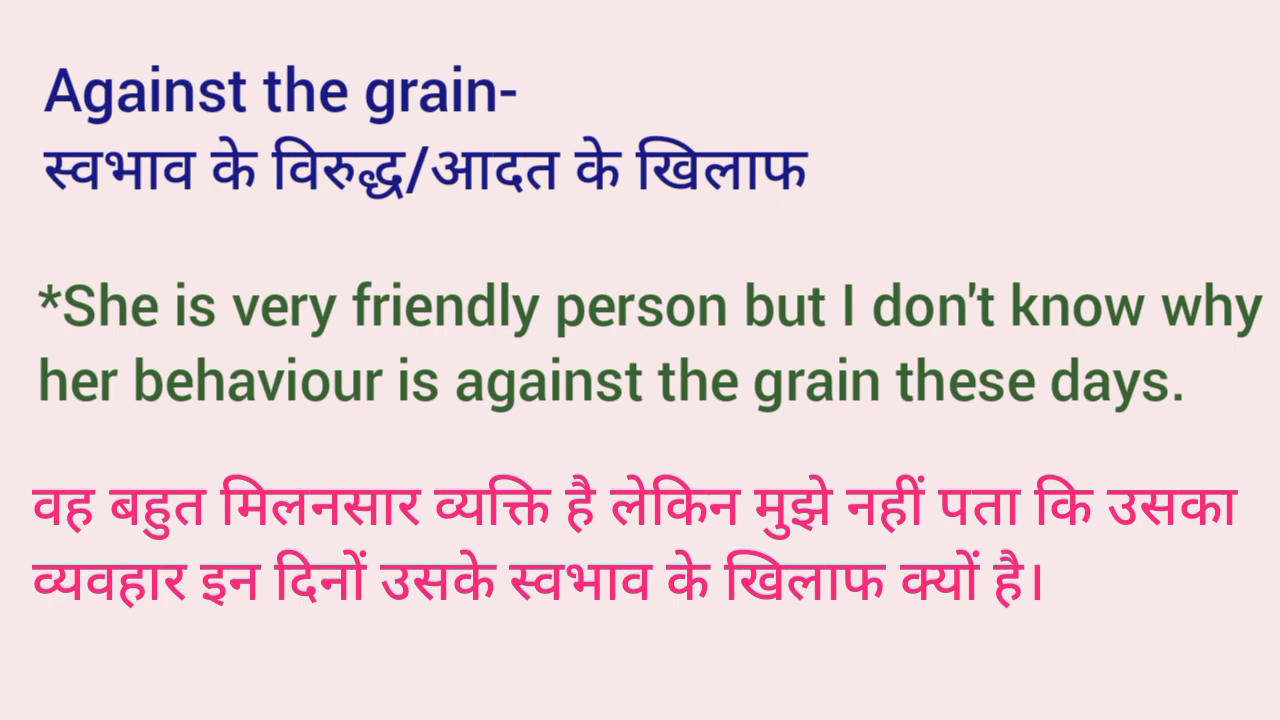 Against the grain-
स्वभाव के विरुद्ध/आदत के खिलाफ
*She is very friendly person but I don't know why
her behaviour is against the grain these days.
वह बहुत मिलनसार व्यक्ति है लेकिन मुझे नहीं पता कि उसका
व्यवहार इन दिनों उसके स्वभाव के खिलाफ क्यों है।